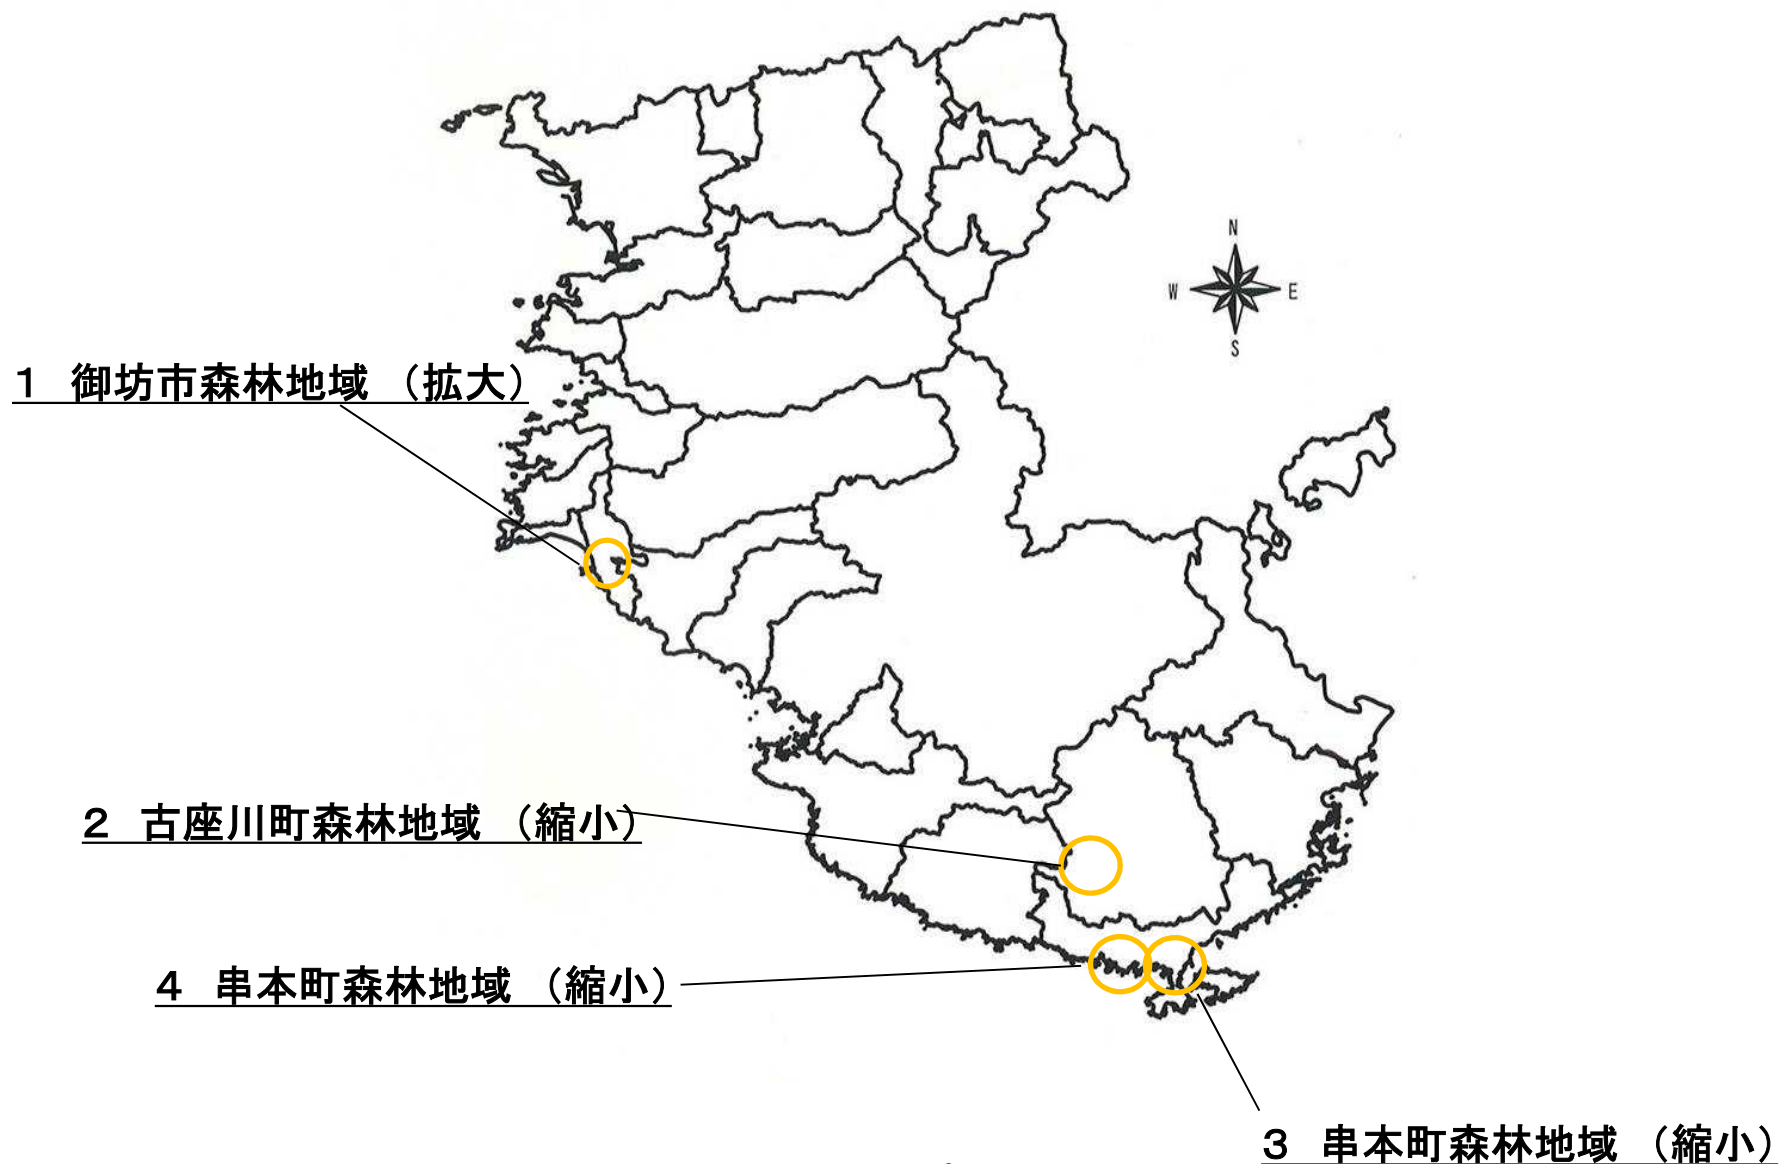 N
W E
S
１ 御坊市森林地域 （拡大）
２ 古座川町森林地域 （縮小）
４ 串本町森林地域 （縮小）
３ 串本町森林地域 （縮小）